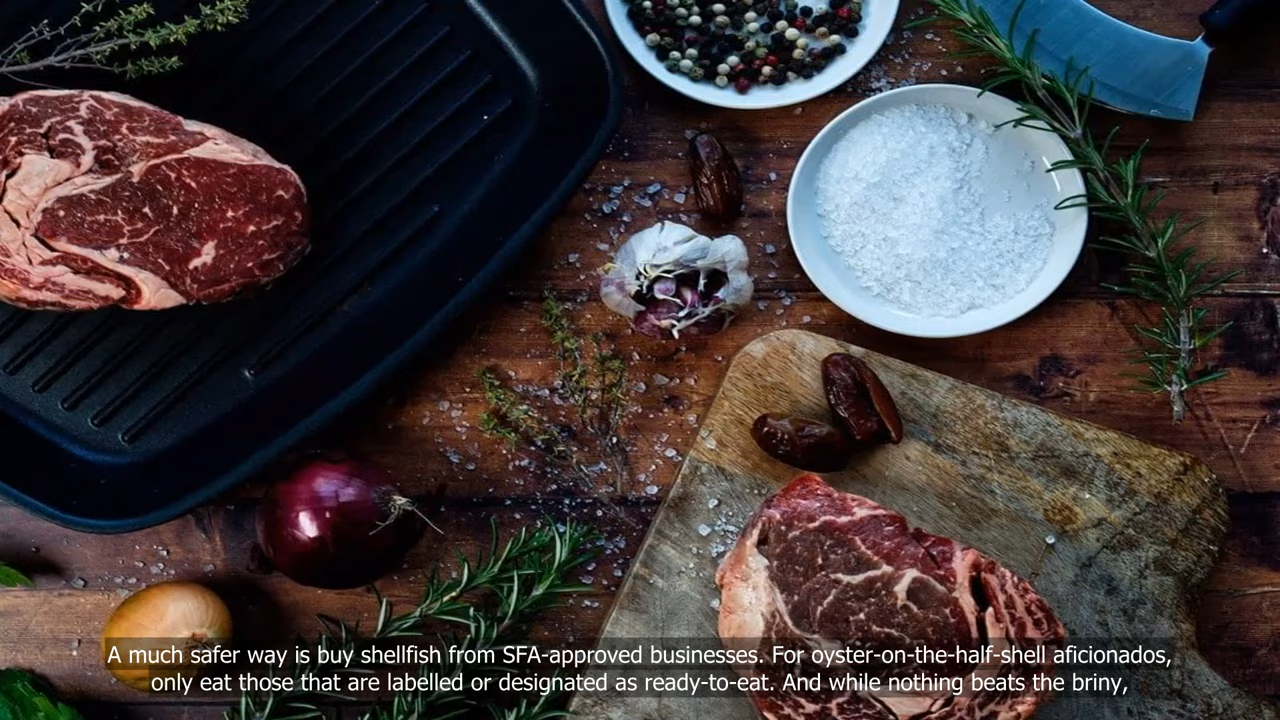 A much safer way is buy shellfish from SFA-approved businesses. For oyster-on-the-half-shell aficionados,
only eat those that are labelled or designated as ready-to-eat. And while nothing beats the briny,